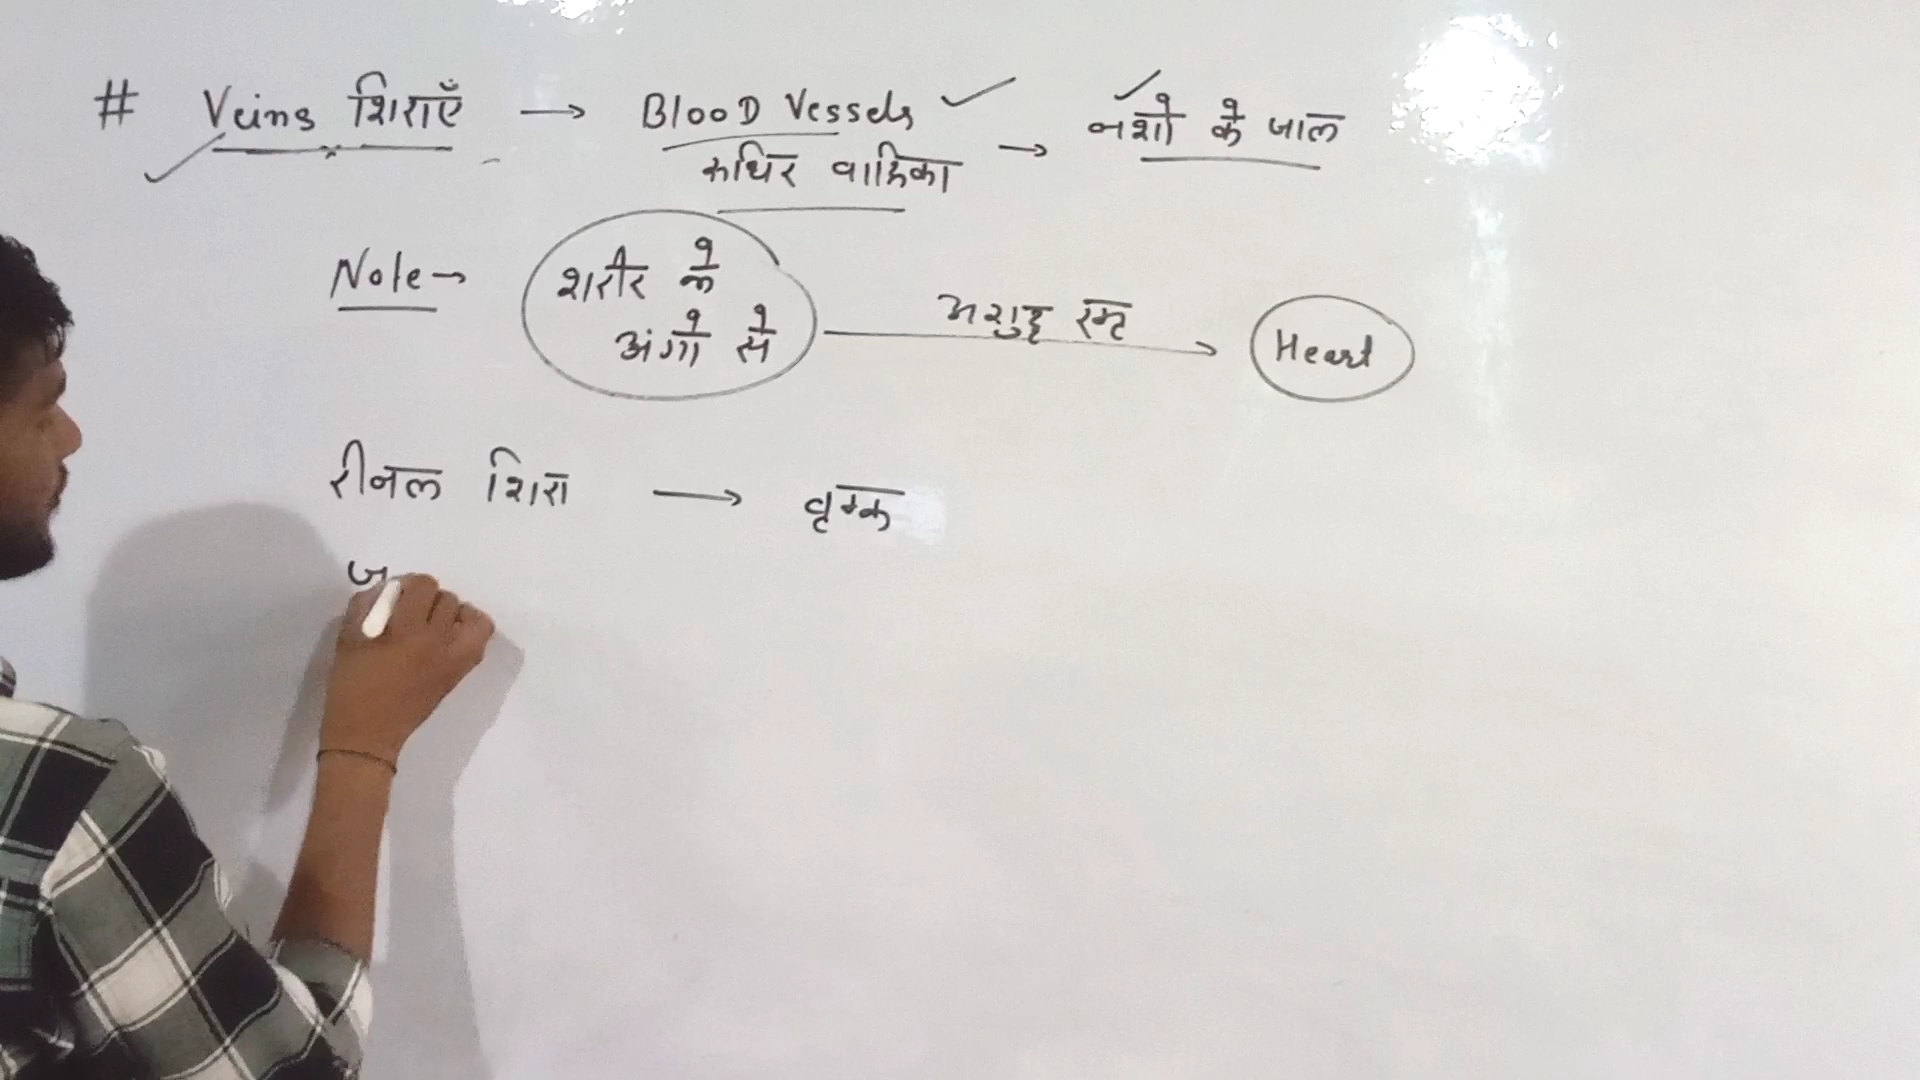 # Veins शिराएँ → Blood Vessels → नशों के जाल
रुधिर वाहिका
Note→ शरीर के अंगों से अशुद्ध रक्त → Heart
रीनल शिरा → वृक्क
ज